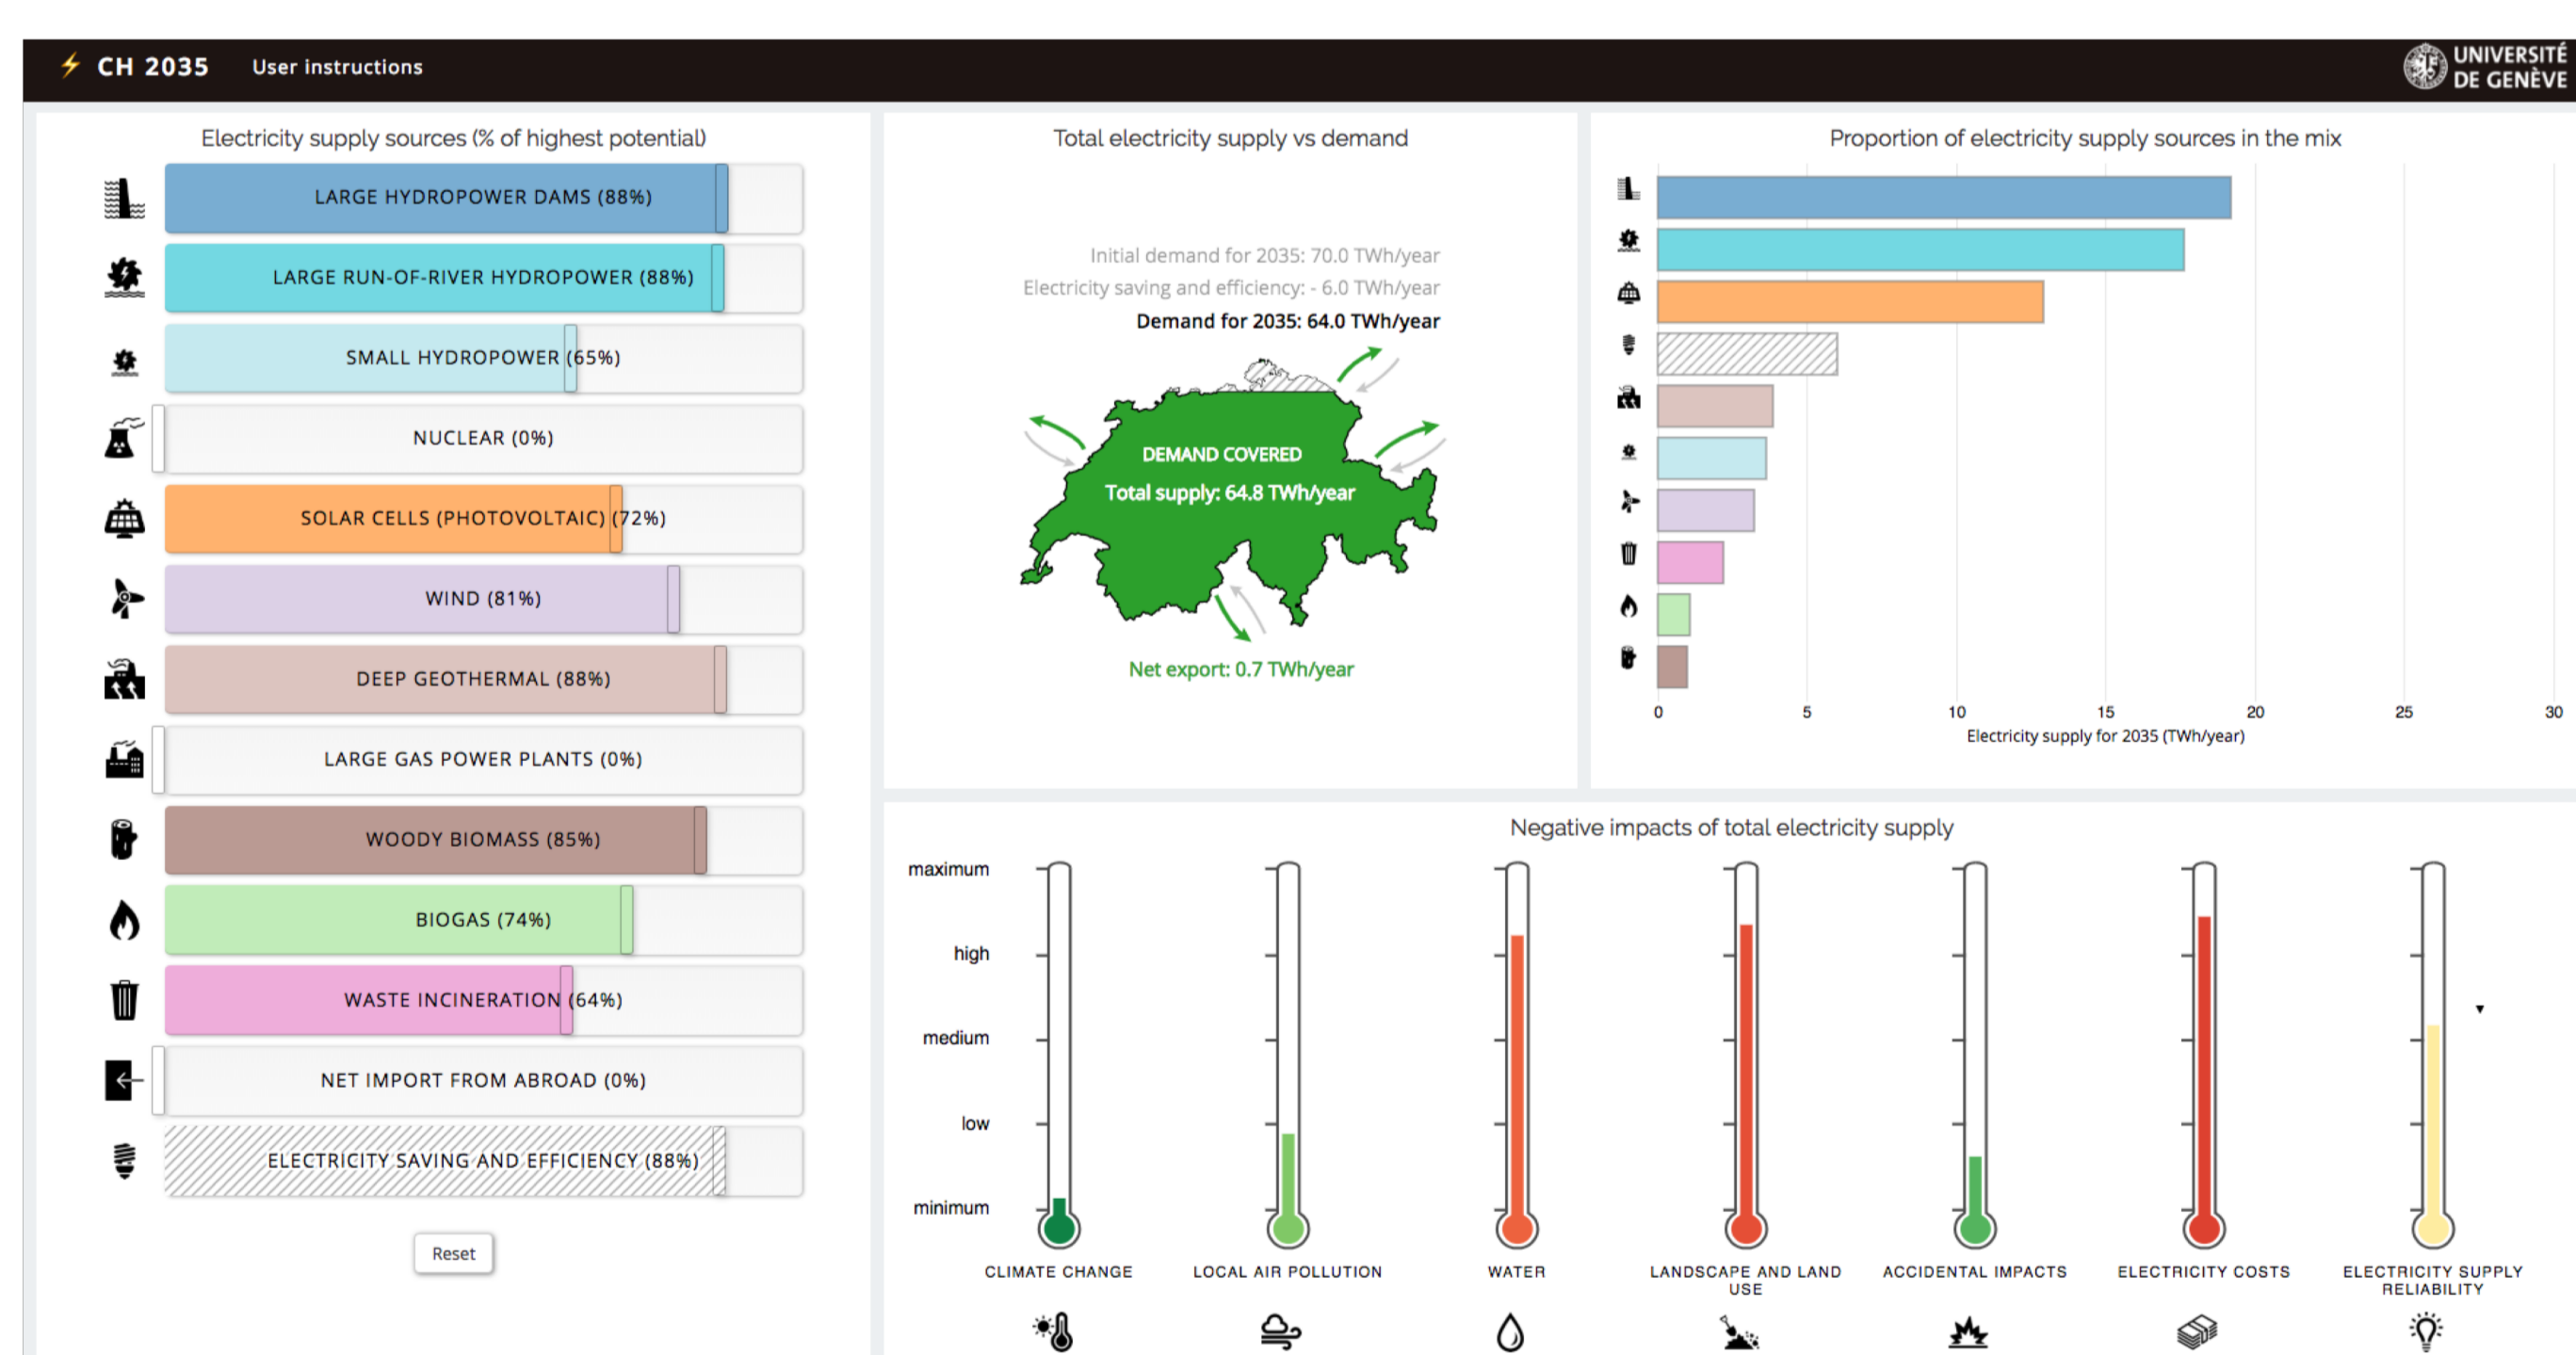 ⚡ CH 2035 User instructions
UNIVERSITÉ
DE GENÈVE
Electricity supply sources (% of highest potential)
LARGE HYDROPOWER DAMS (88%)
LARGE RUN-OF-RIVER HYDROPOWER (88%)
SMALL HYDROPOWER (65%)
NUCLEAR (0%)
SOLAR CELLS (PHOTOVOLTAIC) (72%)
WIND (81%)
DEEP GEOTHERMAL (88%)
LARGE GAS POWER PLANTS (0%)
WOODY BIOMASS (85%)
BIOGAS (74%)
WASTE INCINERATION (64%)
NET IMPORT FROM ABROAD (0%)
ELECTRICITY SAVING AND EFFICIENCY (88%)
Reset
Total electricity supply vs demand
Initial demand for 2035: 70.0 TWh/year
Electricity saving and efficiency: - 6.0 TWh/year
Demand for 2035: 64.0 TWh/year
DEMAND COVERED
Total supply: 64.8 TWh/year
Net export: 0.7 TWh/year
Proportion of electricity supply sources in the mix
0 5 10 15 20 25 30
Electricity supply for 2035 (TWh/year)
Negative impacts of total electricity supply
maximum
high
medium
low
minimum
CLIMATE CHANGE
LOCAL AIR POLLUTION
WATER
LANDSCAPE AND LAND
USE
ACCIDENTAL IMPACTS
ELECTRICITY COSTS
ELECTRICITY SUPPLY
RELIABILITY